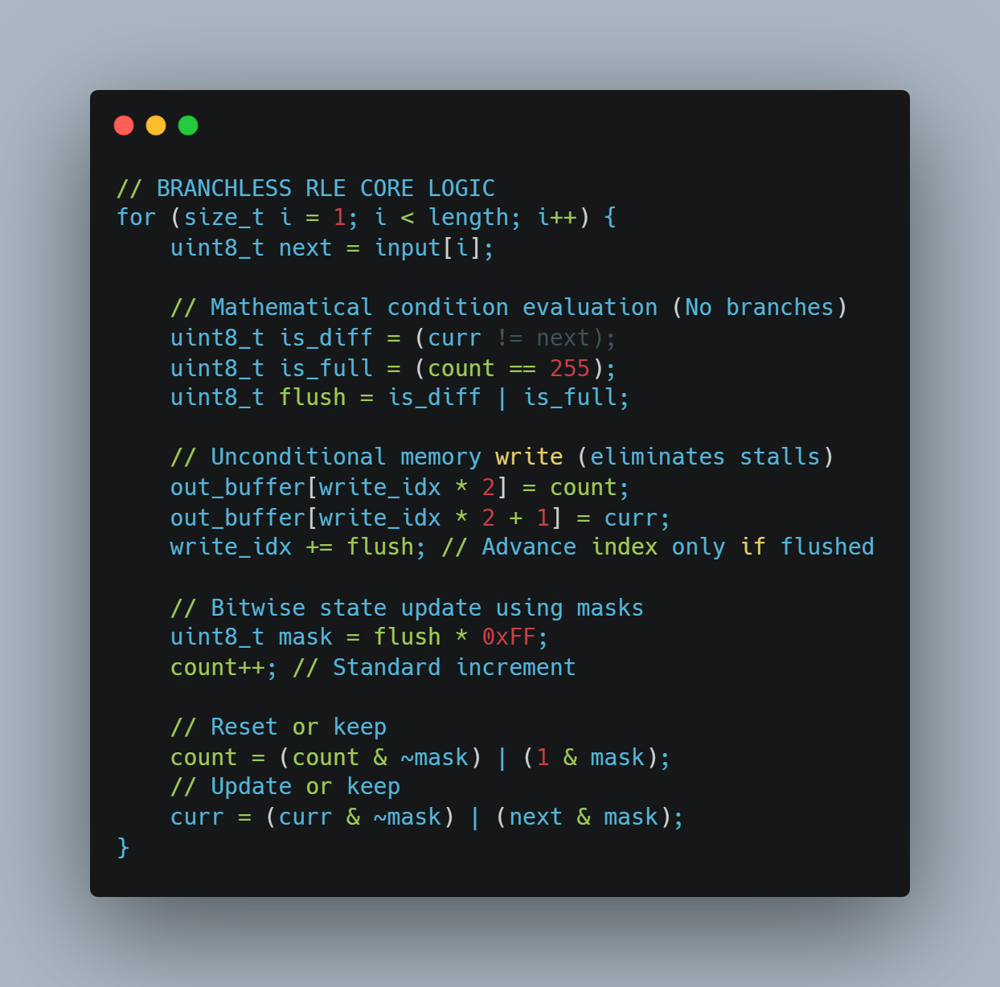 // BRANCHLESS RLE CORE LOGIC
for (size_t i = 1; i < length; i++) {
    uint8_t next = input[i];

    // Mathematical condition evaluation (No branches)
    uint8_t is_diff = (curr != next);
    uint8_t is_full = (count == 255);
    uint8_t flush = is_diff | is_full;

    // Unconditional memory write (eliminates stalls)
    out_buffer[write_idx * 2] = count;
    out_buffer[write_idx * 2 + 1] = curr;
    write_idx += flush; // Advance index only if flushed

    // Bitwise state update using masks
    uint8_t mask = flush * 0xFF;
    count++; // Standard increment

    // Reset or keep
    count = (count & ~mask) | (1 & mask);
    // Update or keep
    curr = (curr & ~mask) | (next & mask);
}